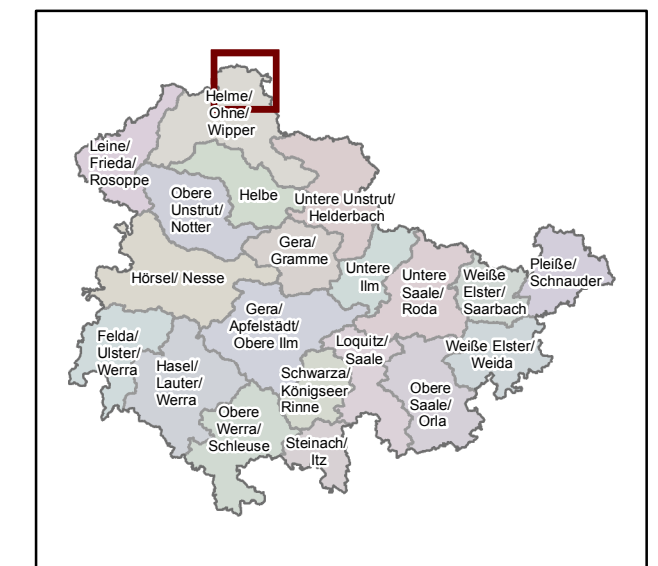 Helme/
Ohne/
Wipper
Leine/
Frieda/
Rosoppe
Obere
Unstrut/
Notter
Helbe
Untere Unstrut/
Helderbach
Gera/
Gramme
Hörsel/ Nesse
Untere
Ilm
Untere
Saale/
Roda
Weiße
Elster/
Saarbach
Pleiße/
Schnauder
Gera/
Apfelstädt/
Obere Ilm
Felda/
Ulster/
Werra
Hasel/
Lauter/
Werra
Loquitz/
Saale
Weiße Elster/
Weida
Schwarza/
Königseer
Rinne
Obere
Saale/
Orla
Obere
Werra/
Schleuse
Steinach/
Itz